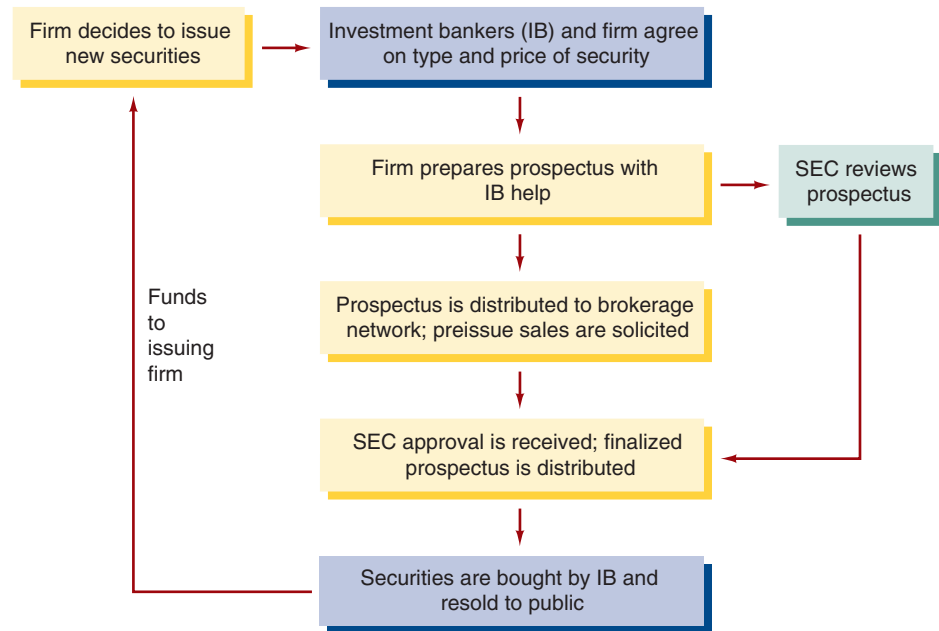 Firm decides to issue
new securities
Investment bankers (IB) and firm agree
on type and price of security
Firm prepares prospectus with
IB help
SEC reviews
prospectus
Prospectus is distributed to brokerage
network; preissue sales are solicited
Funds
to
issuing
firm
SEC approval is received; finalized
prospectus is distributed
Securities are bought by IB and
resold to public